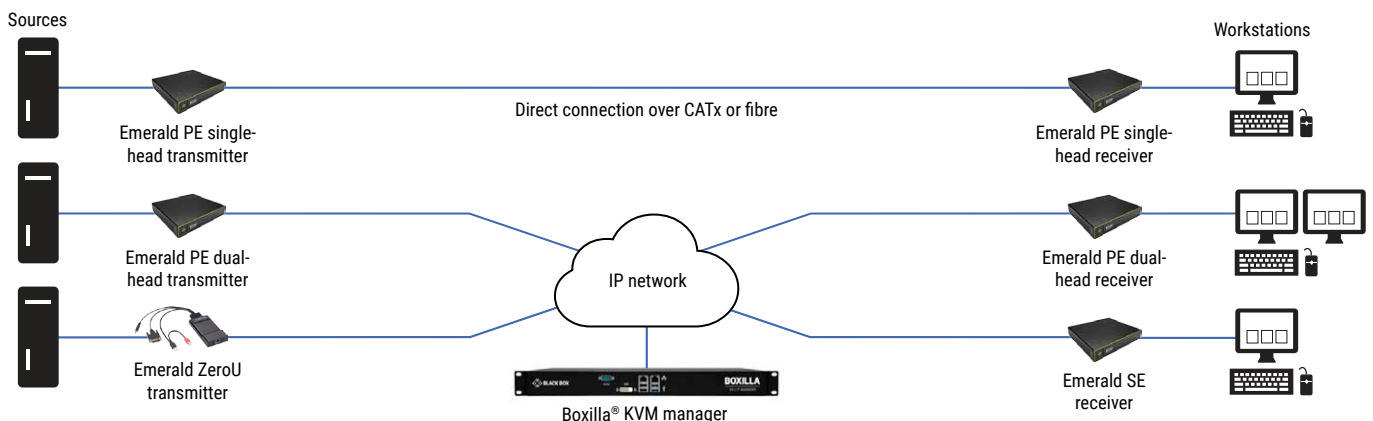 Sources
Workstations
Direct connection over CATx or fibre
Emerald PE single-
head transmitter
Emerald PE single-
head receiver
Emerald PE dual-
head transmitter
IP network
Emerald PE dual-
head receiver
Emerald ZeroU
transmitter
BLACK BOX
BOXILLA
Emerald SE
receiver
Boxilla® KVM manager